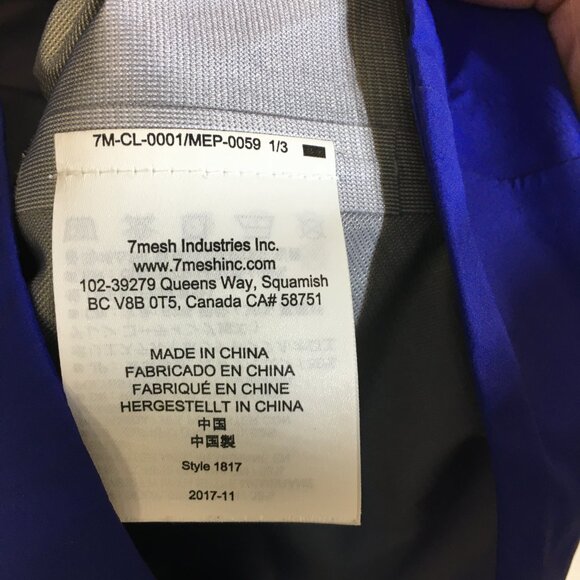 7M-CL-0001/MEP-0059 1/3
7mesh Industries Inc.
www.7meshinc.com
102-39279 Queens Way, Squamish
BC V8B 0T5, Canada CA# 58751
MADE IN CHINA
FABRICADO EN CHINA
FABRIQUÉ EN CHINE
HERGESTELLT IN CHINA
中国
中国製
Style 1817
2017-11